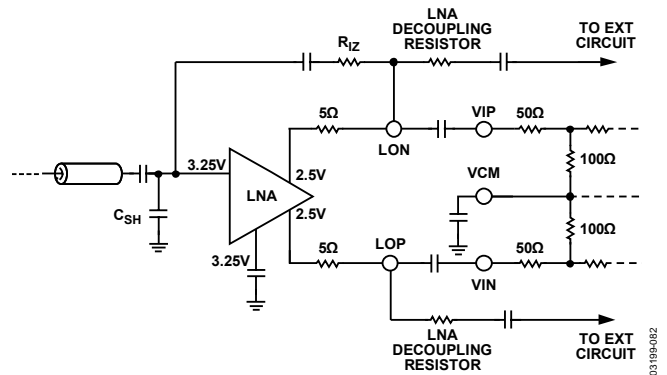 LNA
DECOUPLING
RESISTOR
TO EXT
CIRCUIT
RIZ
5Ω
LON
VIP
50Ω
100Ω
3.25V
2.5V
LNA
2.5V
VCM
CSH
3.25V
100Ω
5Ω
LOP
50Ω
VIN
LNA
DECOUPLING
RESISTOR
TO EXT
CIRCUIT
03199-082